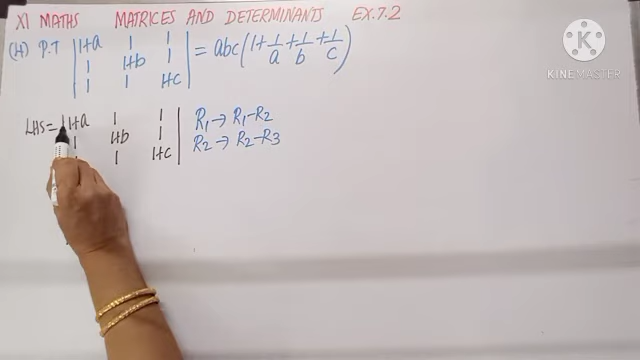 XI MATHS MATRICES AND DETERMINANTS EX.7.2
(4) P.T | 1+a 1 1 | = abc(1+1/a+1/b+1/c)
| 1 1+b 1 |
| 1 1 1+c |
LHS = | 1+a 1 1 | R₁ → R₁-R₂
| 1 1+b 1 | R₂ → R₂-R₃
1 1 1+c |
K
KINEMASTER